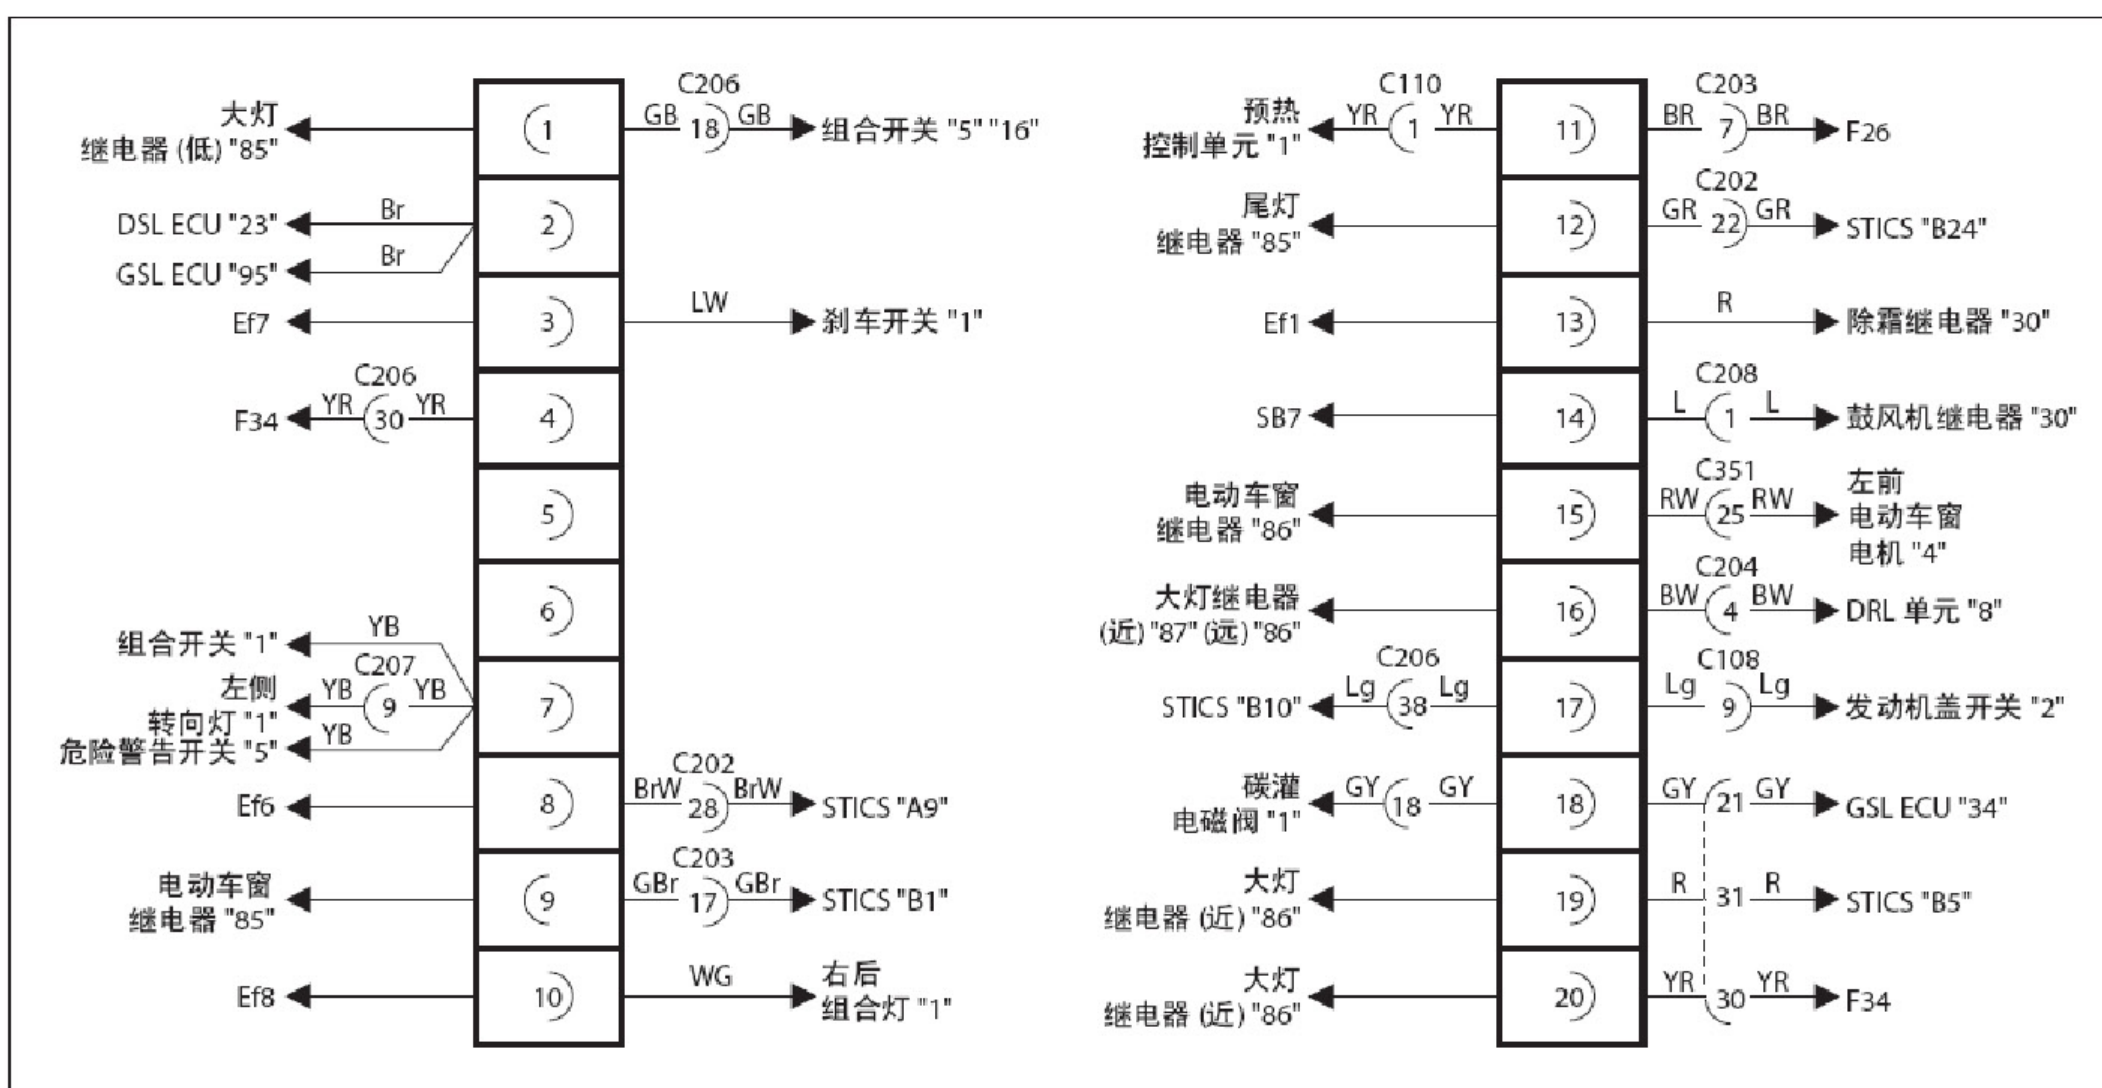 C206
大灯
继电器 (低) "85"
1
GB 18 GB
组合开关 "5" "16"
DSL ECU "23"
Br
2
GSL ECU "95"
Br
Ef7
3
LW
刹车开关 "1"
C206
F34
YR 30 YR
4
5
6
组合开关 "1"
YB
C207
左侧
转向灯 "1"
YB 9 YB
7
危险警告开关 "5"
YB
C202
Ef6
8
BrW 28 BrW
STICS "A9"
C203
电动车窗
继电器 "85"
9
GBr 17 GBr
STICS "B1"
Ef8
10
WG
右后
组合灯 "1"
C110
C203
预热
控制单元 "1"
YR 1 YR
11
BR 7 BR
F26
C202
尾灯
继电器 "85"
12
GR 22 GR
STICS "B24"
Ef1
13
R
除霜继电器 "30"
C208
SB7
14
L 1 L
鼓风机继电器 "30"
C351
电动车窗
继电器 "86"
15
RW 25 RW
左前
电动车窗
电机 "4"
C204
大灯继电器
(近) "87" (远) "86"
16
BW 4 BW
DRL 单元 "8"
C206
C108
STICS "B10"
Lg 38 Lg
17
Lg 9 Lg
发动机盖开关 "2"
碳灌
电磁阀 "1"
GY 18 GY
18
GY 21 GY
GSL ECU "34"
大灯
继电器 (近) "86"
19
R 31 R
STICS "B5"
大灯
继电器 (近) "86"
20
YR 30 YR
F34